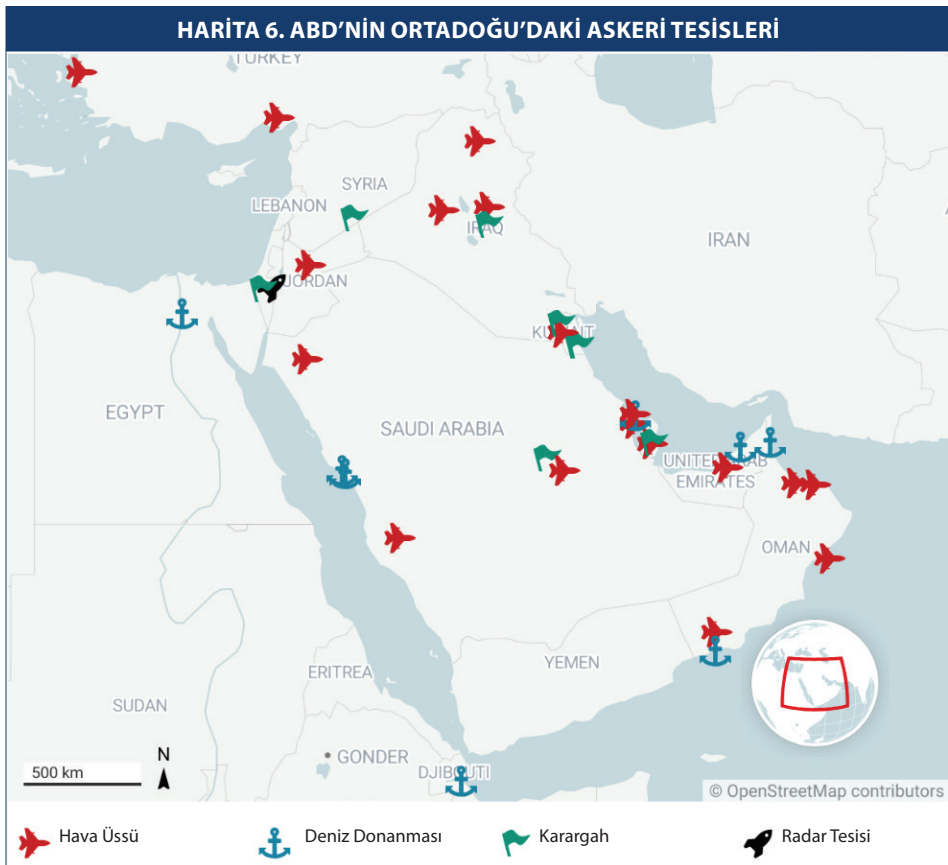 HARİTA 6. ABD’NİN ORTADOĞU’DAKİ ASKERİ TESİSLERİ
TURKEY
SYRIA
LEBANON
IRAQ
IRAN
JORDAN
KUWAIT
EGYPT
SAUDI ARABIA
UNITED ARAB
EMIRATES
OMAN
YEMEN
ERITREA
SUDAN
GONDER
DJIBOUTI
500 km
N
© OpenStreetMap contributors
Hava Üssü
Deniz Donanması
Karargah
Radar Tesisi